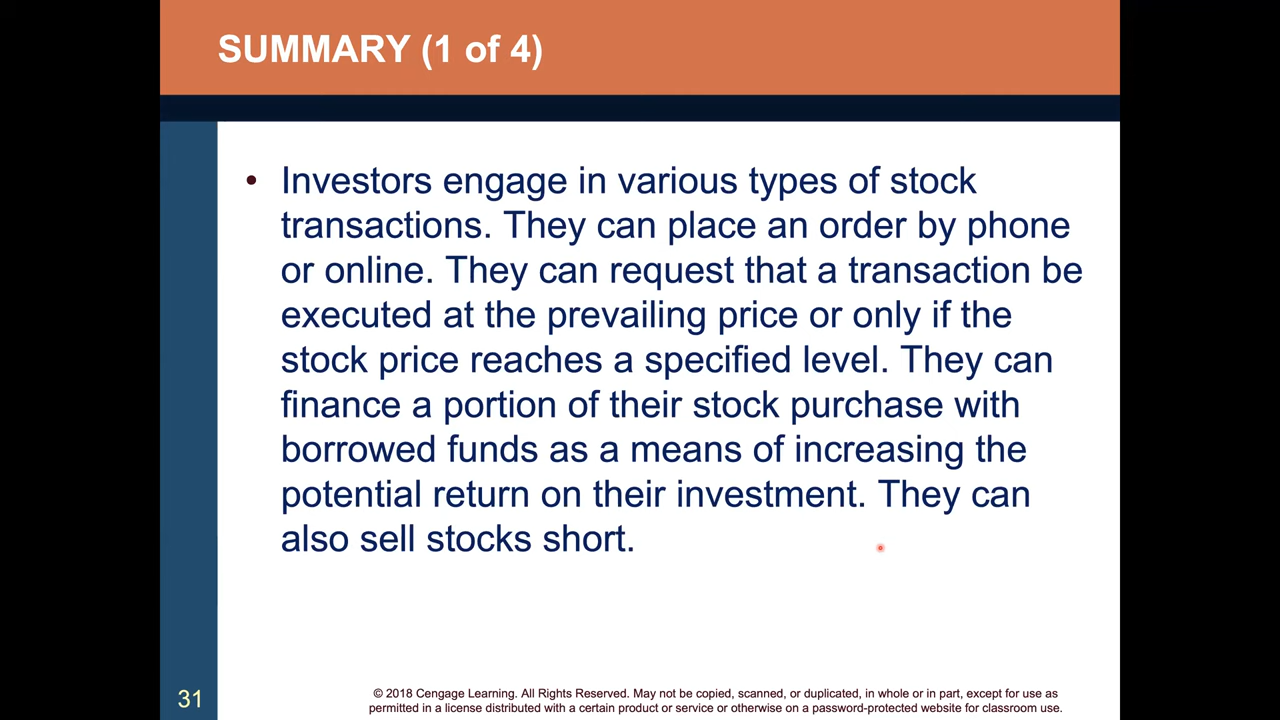 SUMMARY (1 of 4)
• Investors engage in various types of stock
transactions. They can place an order by phone
or online. They can request that a transaction be
executed at the prevailing price or only if the
stock price reaches a specified level. They can
finance a portion of their stock purchase with
borrowed funds as a means of increasing the
potential return on their investment. They can
also sell stocks short.
31
© 2018 Cengage Learning. All Rights Reserved. May not be copied, scanned, or duplicated, in whole or in part, except for use as
permitted in a license distributed with a certain product or service or otherwise on a password-protected website for classroom use.